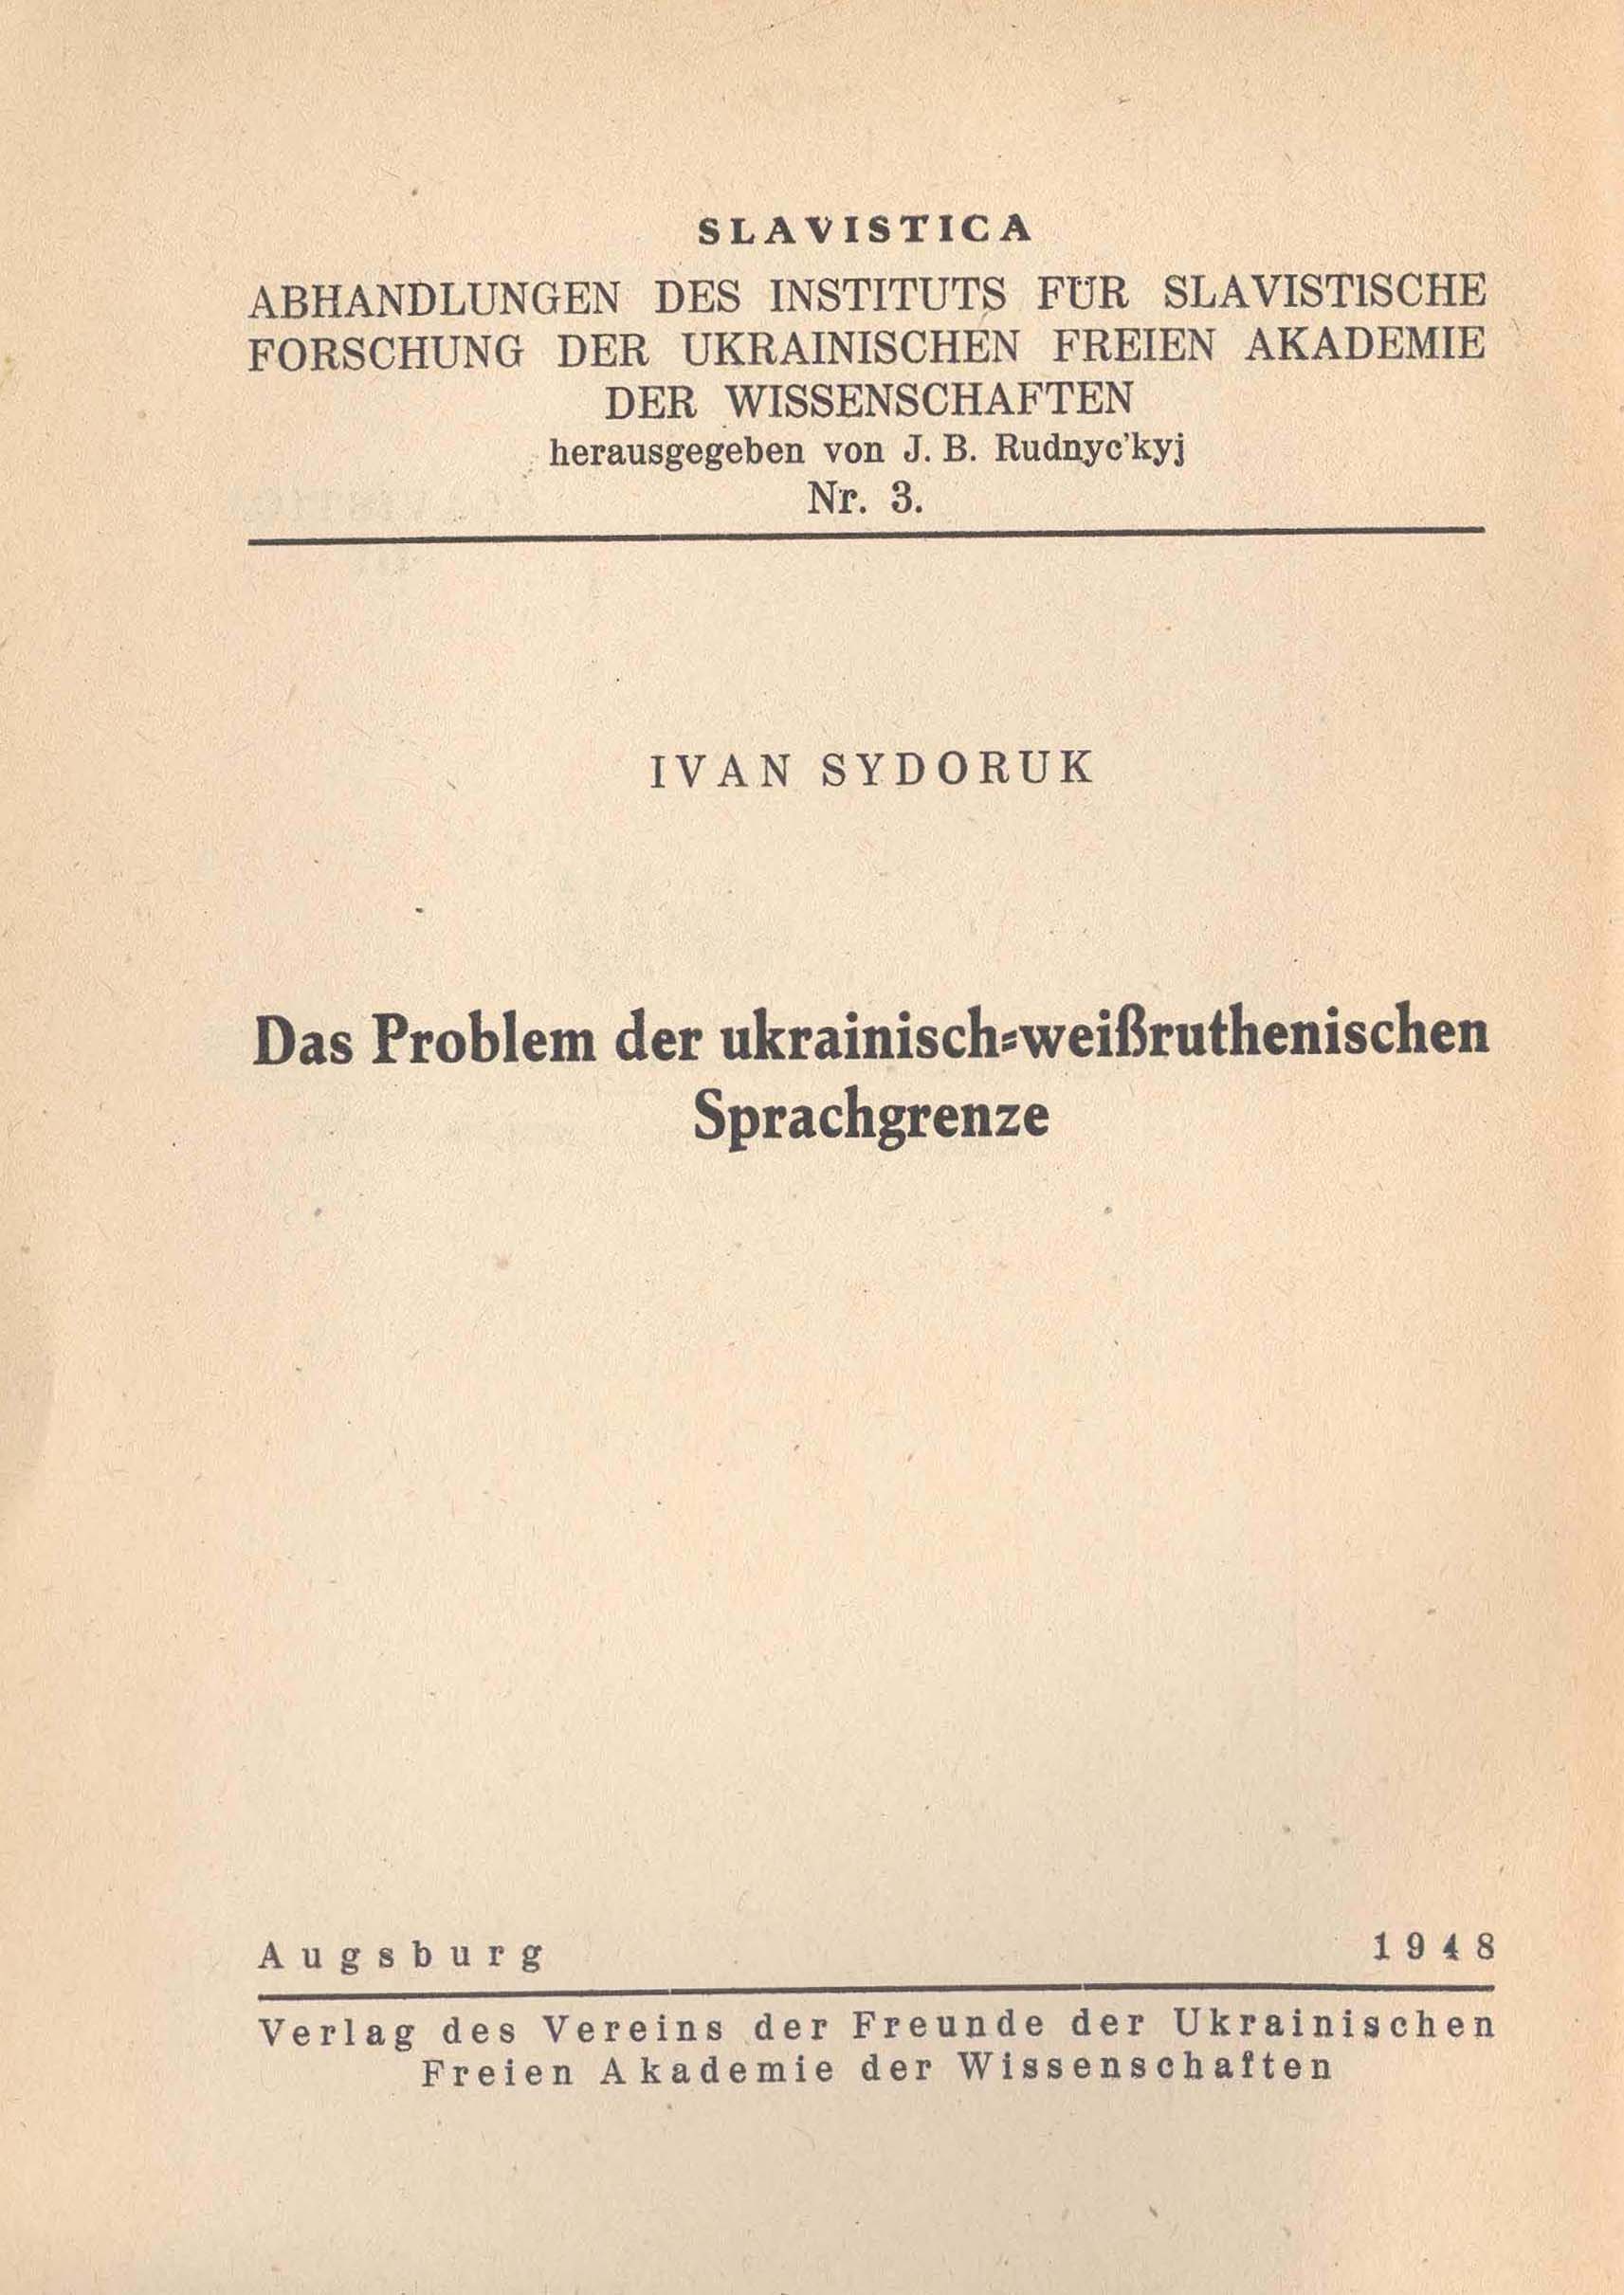 SLAVISTICA
ABHANDLUNGEN DES INSTITUTS FÜR SLAVISTISCHE
FORSCHUNG DER UKRAINISCHEN FREIEN AKADEMIE
DER WISSENSCHAFTEN
herausgegeben von J. B. Rudnyc'kyj
Nr. 3.
IVAN SYDORUK
Das Problem der ukrainisch-weißruthenischen
Sprachgrenze
Augsburg 1948
Verlag des Vereins der Freunde der Ukrainischen
Freien Akademie der Wissenschaften